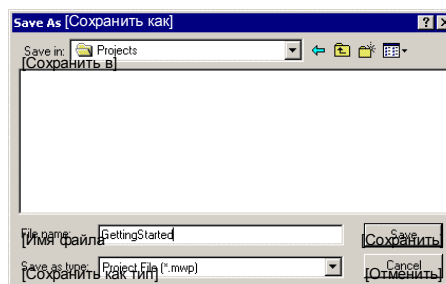 Save As [Сохранить как]
Save in: Projects
[Сохранить в]
File name: GettingStarted Save
[Имя файла [Сохранить]
Save as type: Project File (*.mwp) Cancel
[Сохранить как тип] [Отменить]